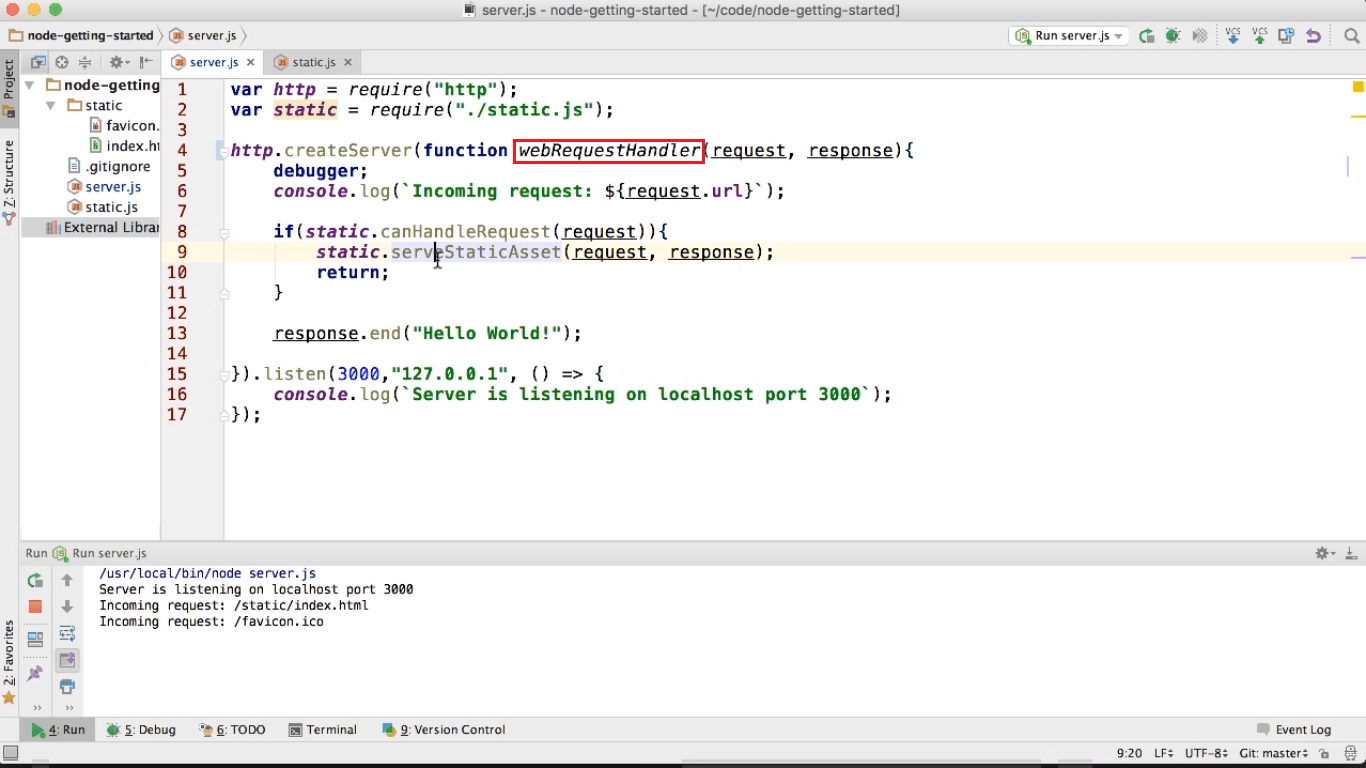 server.js - node-getting-started - [~/code/node-getting-started]
node-getting-started
server.js
Run server.js
VCS
VCS
1: Project
server.js
static.js
node-getting
static
favicon.
index.ht
.gitignore
server.js
static.js
External Librar
Z: Structure
2: Favorites
1 var http = require("http");
2 var static = require("./static.js");
3
4 http.createServer(function webRequestHandler(request, response){
5 debugger;
6 console.log(`Incoming request: ${request.url}`);
7
8 if(static.canHandleRequest(request)){
9 static.serveStaticAsset(request, response);
10 return;
11 }
12
13 response.end("Hello World!");
14
15 }).listen(3000,"127.0.0.1", () => {
16 console.log(`Server is listening on localhost port 3000`);
17 });
Run Run server.js
/usr/local/bin/node server.js
Server is listening on localhost port 3000
Incoming request: /static/index.html
Incoming request: /favicon.ico
4: Run
5: Debug
6: TODO
Terminal
9: Version Control
Event Log
9:20 LF UTF-8 Git: master